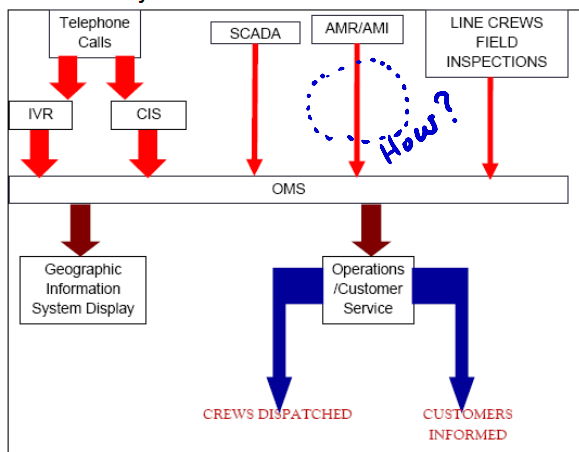 Telephone
Calls
SCADA
AMR/AMI
LINE CREWS
FIELD
INSPECTIONS
IVR
CIS
How?
OMS
Geographic
Information
System Display
Operations
/Customer
Service
CREWS DISPATCHED
CUSTOMERS
INFORMED